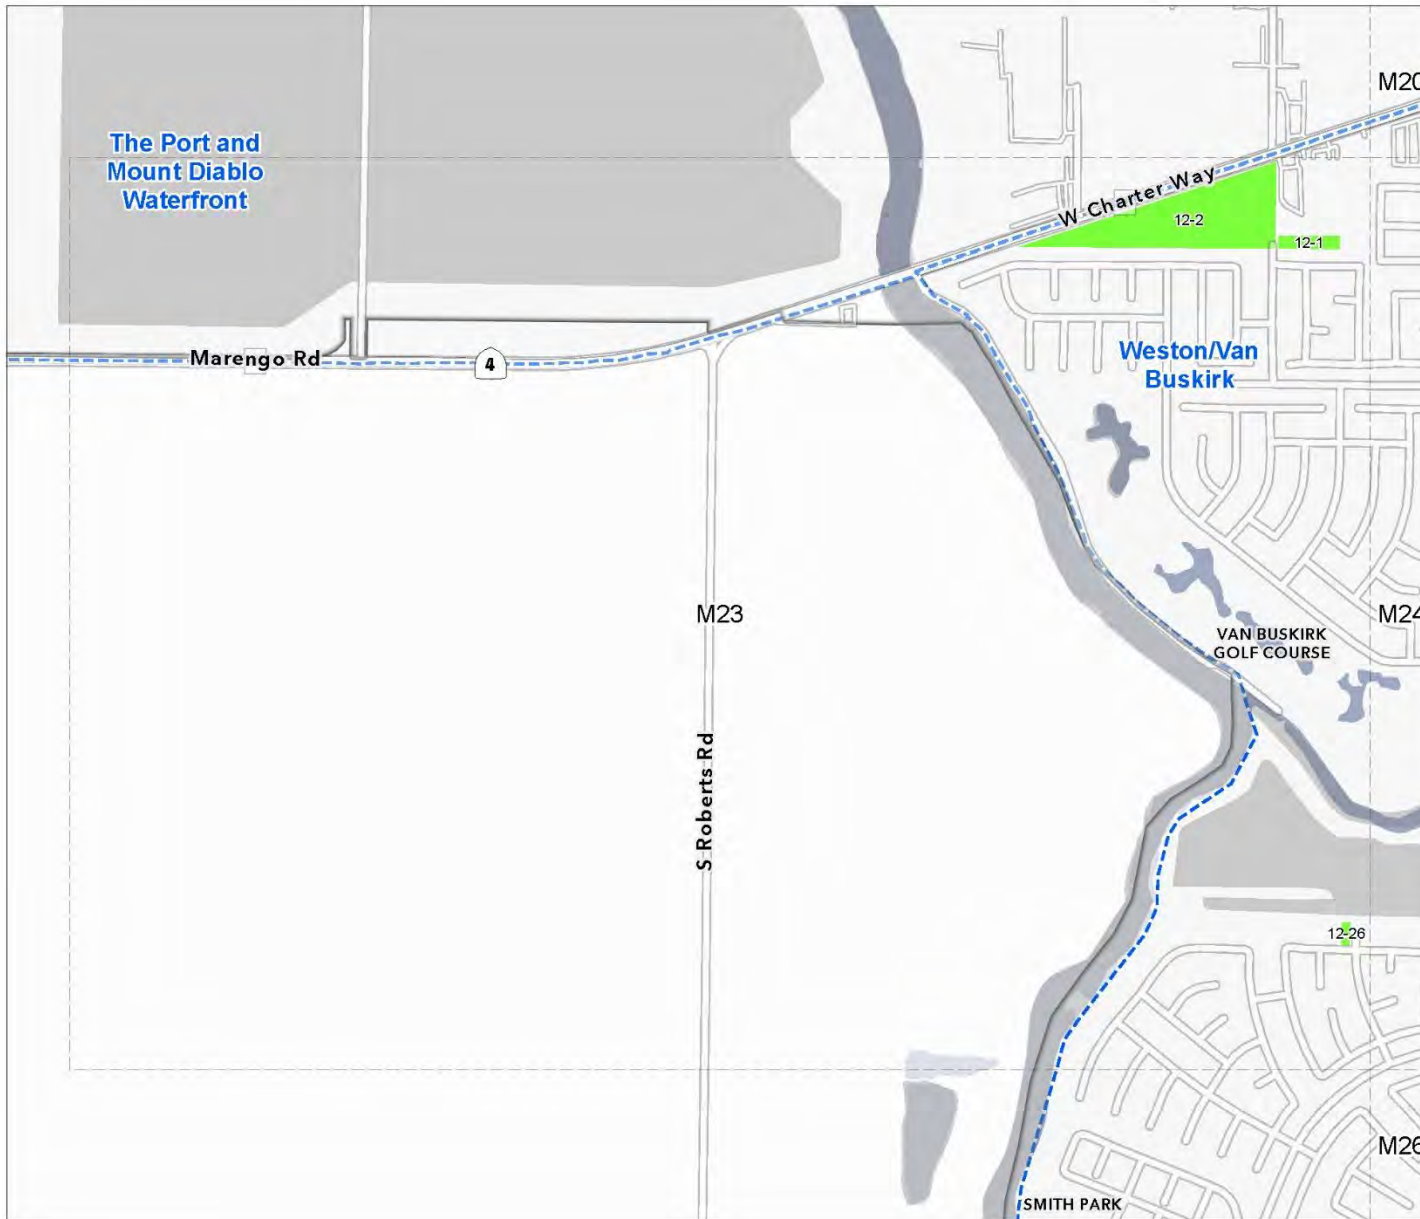 M20
The Port and
Mount Diablo
Waterfront
W Charter Way
12-2
12-1
Marengo Rd
4
Weston/Van
Buskirk
M23
M24
VAN BUSKIRK
GOLF COURSE
S Roberts Rd
12-26
M26
SMITH PARK